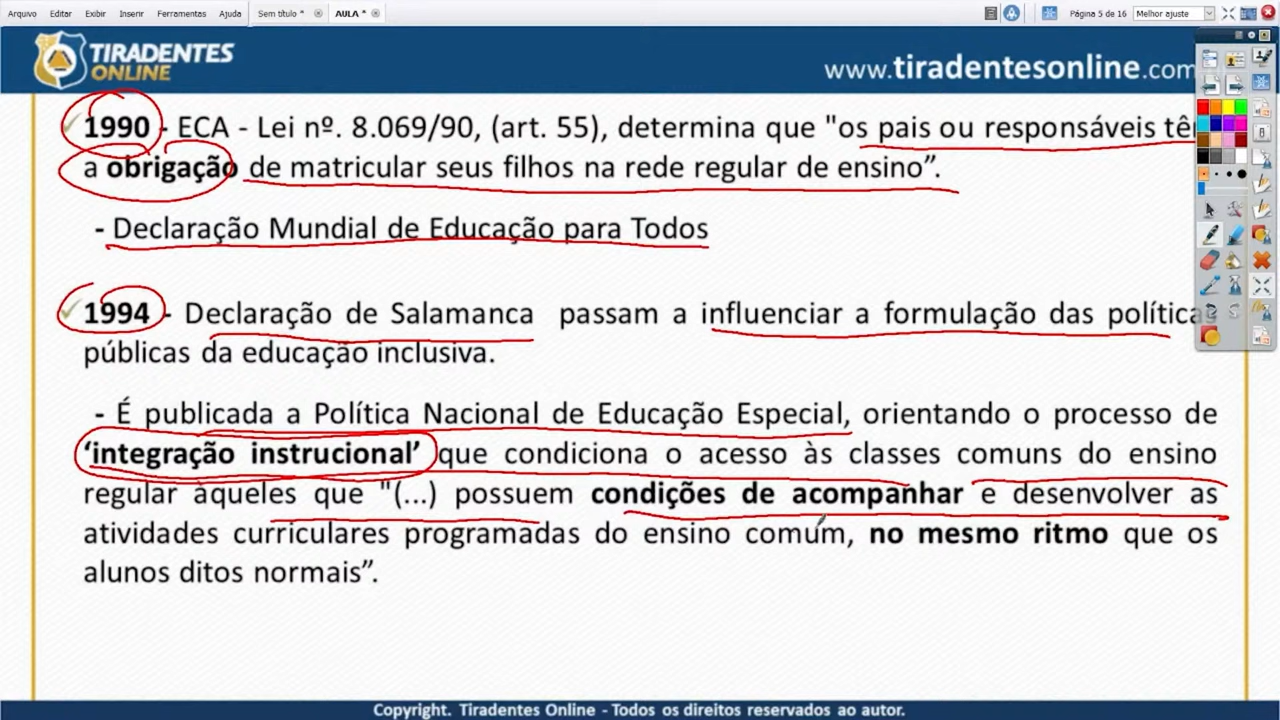 Arquivo Editar Exibir Inserir Ferramentas Ajuda Sem título * AULA * Página 5 de 16 Melhor ajuste
TIRADENTES
ONLINE
www.tiradentesonline.com
1990 - ECA - Lei nº. 8.069/90, (art. 55), determina que "os pais ou responsáveis
a obrigação de matricular seus filhos na rede regular de ensino”.
- Declaração Mundial de Educação para Todos
1994 - Declaração de Salamanca passam a influenciar a formulação das políticas
públicas da educação inclusiva.
- É publicada a Política Nacional de Educação Especial, orientando o processo de
‘integração instrucional’ que condiciona o acesso às classes comuns do ensino
regular àqueles que "(...) possuem condições de acompanhar e desenvolver as
atividades curriculares programadas do ensino comum, no mesmo ritmo que os
alunos ditos normais”.
Copyright. Tiradentes Online - Todos os direitos reservados ao autor.